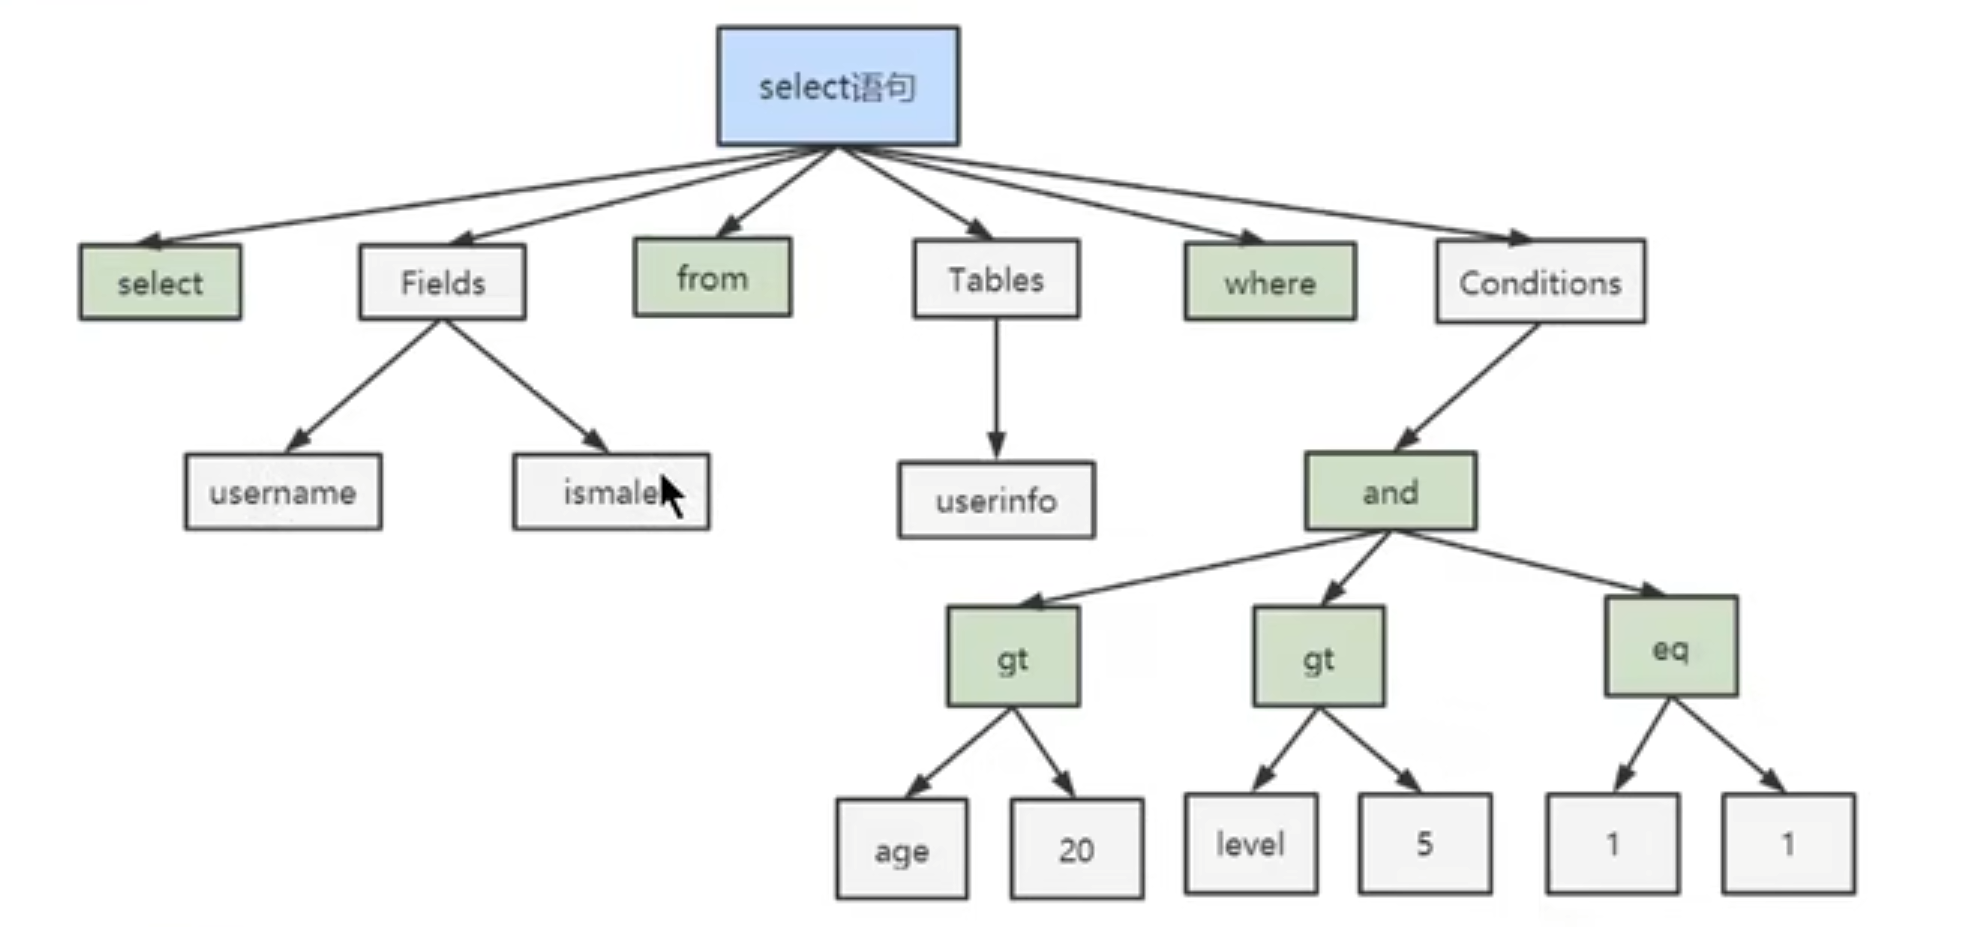 select语句
select
Fields
from
Tables
where
Conditions
username
ismale
userinfo
and
gt
gt
eq
age
20
level
5
1
1